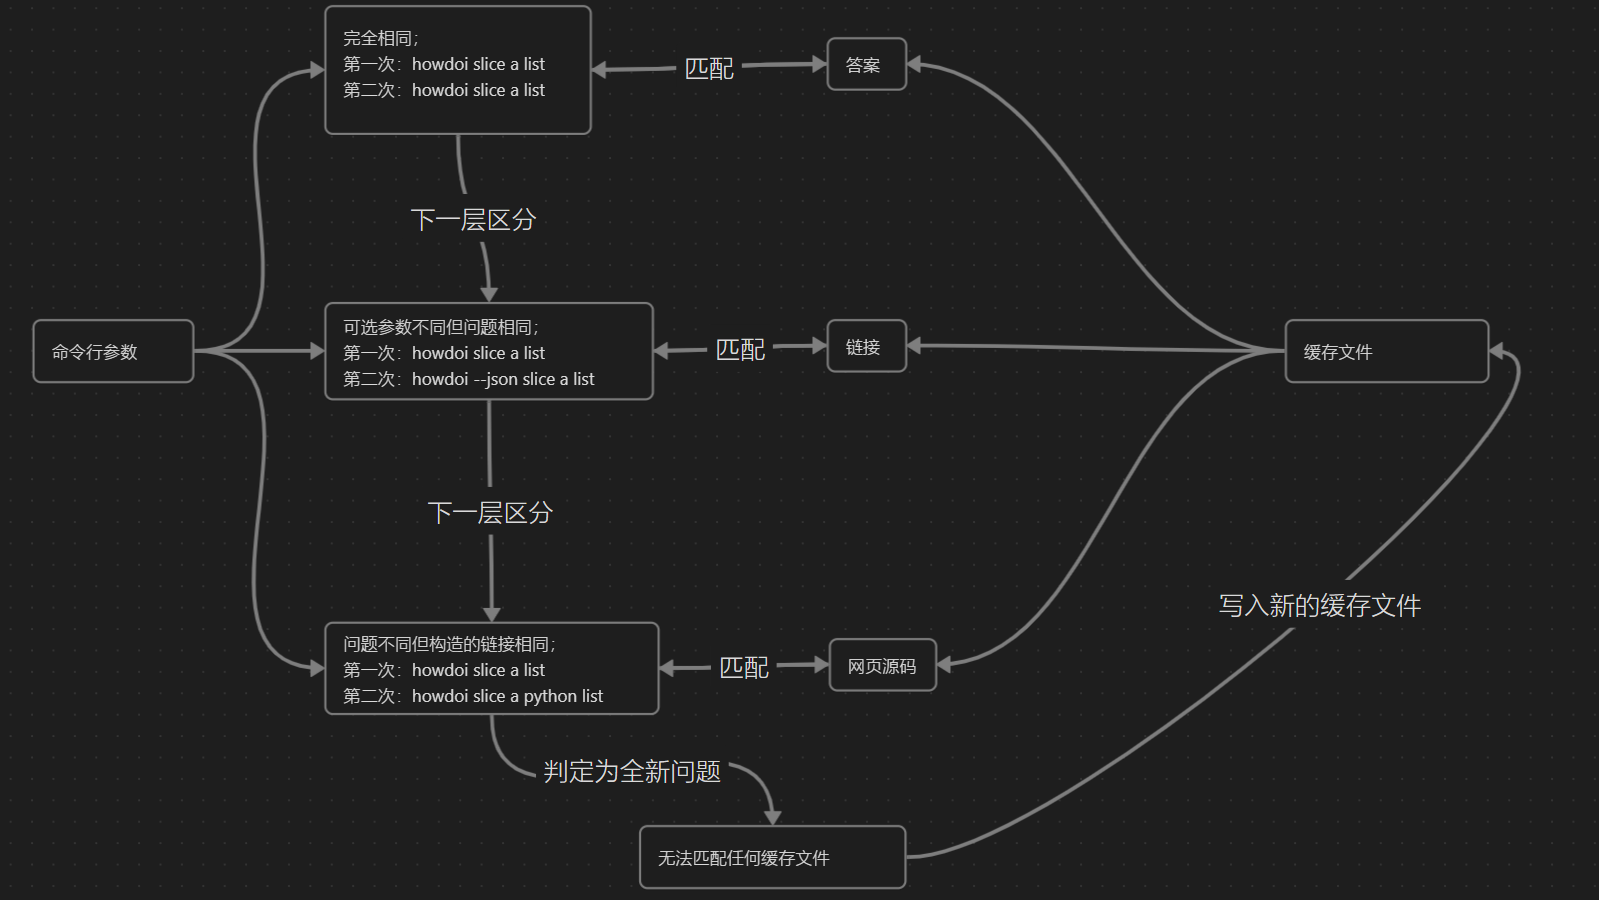 完全相同；
第一次：howdoi slice a list
第二次：howdoi slice a list
匹配
答案
下一层区分
命令行参数
可选参数不同但问题相同；
第一次：howdoi slice a list
第二次：howdoi --json slice a list
匹配
链接
缓存文件
下一层区分
写入新的缓存文件
问题不同但构造的链接相同；
第一次：howdoi slice a list
第二次：howdoi slice a python list
匹配
网页源码
判定为全新问题
无法匹配任何缓存文件